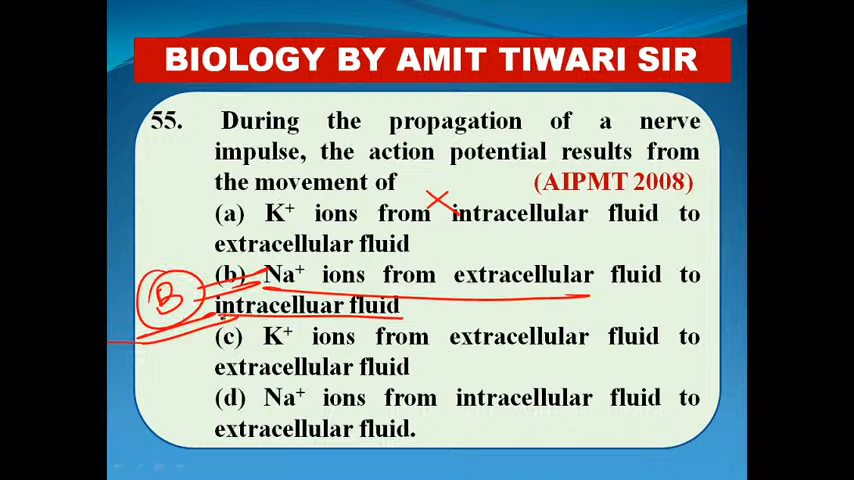 BIOLOGY BY AMIT TIWARI SIR
55. During the propagation of a nerve
impulse, the action potential results from
the movement of (AIPMT 2008)
(a) K⁺ ions from intracellular fluid to
extracellular fluid
(b) Na⁺ ions from extracellular fluid to
B intracelluar fluid
(c) K⁺ ions from extracellular fluid to
extracellular fluid
(d) Na⁺ ions from intracellular fluid to
extracellular fluid.